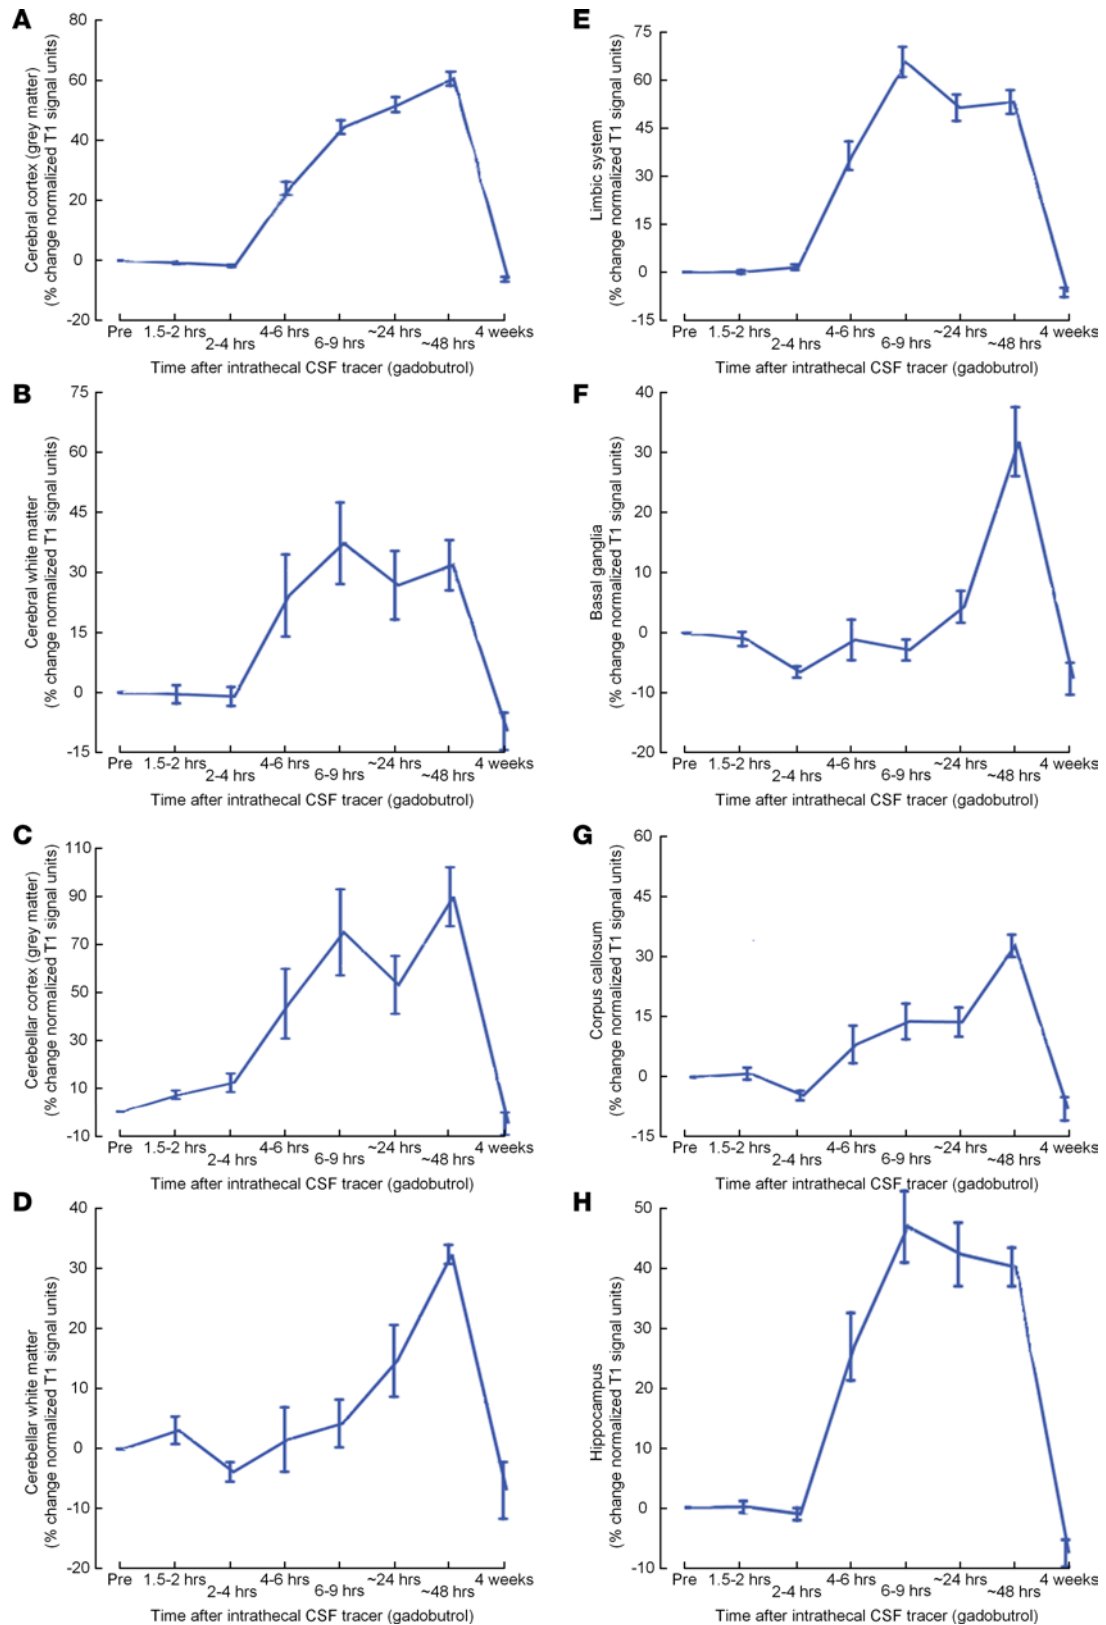 A
Cerebral cortex (grey matter)
(% change normalized T1 signal units)
80
60
40
20
0
-20
Pre 1.5-2 hrs 2-4 hrs 4-6 hrs 6-9 hrs ~24 hrs ~48 hrs 4 weeks
Time after intrathecal CSF tracer (gadobutrol)
B
Cerebral white matter
(% change normalized T1 signal units)
75
60
45
30
15
0
-15
Pre 1.5-2 hrs 2-4 hrs 4-6 hrs 6-9 hrs ~24 hrs ~48 hrs 4 weeks
Time after intrathecal CSF tracer (gadobutrol)
C
Cerebellar cortex (grey matter)
(% change normalized T1 signal units)
110
90
70
50
30
10
-10
Pre 1.5-2 hrs 2-4 hrs 4-6 hrs 6-9 hrs ~24 hrs ~48 hrs 4 weeks
Time after intrathecal CSF tracer (gadobutrol)
D
Cerebellar white matter
(% change normalized T1 signal units)
40
30
20
10
0
-10
-20
Pre 1.5-2 hrs 2-4 hrs 4-6 hrs 6-9 hrs ~24 hrs ~48 hrs 4 weeks
Time after intrathecal CSF tracer (gadobutrol)
E
Limbic system
(% change normalized T1 signal units)
75
60
45
30
15
0
-15
Pre 1.5-2 hrs 2-4 hrs 4-6 hrs 6-9 hrs ~24 hrs ~48 hrs 4 weeks
Time after intrathecal CSF tracer (gadobutrol)
F
Basal ganglia
(% change normalized T1 signal units)
40
30
20
10
0
-10
-20
Pre 1.5-2 hrs 2-4 hrs 4-6 hrs 6-9 hrs ~24 hrs ~48 hrs 4 weeks
Time after intrathecal CSF tracer (gadobutrol)
G
Corpus callosum
(% change normalized T1 signal units)
60
45
30
15
0
-15
Pre 1.5-2 hrs 2-4 hrs 4-6 hrs 6-9 hrs ~24 hrs ~48 hrs 4 weeks
Time after intrathecal CSF tracer (gadobutrol)
H
Hippocampus
(% change normalized T1 signal units)
50
40
30
20
10
0
-10
Pre 1.5-2 hrs 2-4 hrs 4-6 hrs 6-9 hrs ~24 hrs ~48 hrs 4 weeks
Time after intrathecal CSF tracer (gadobutrol)